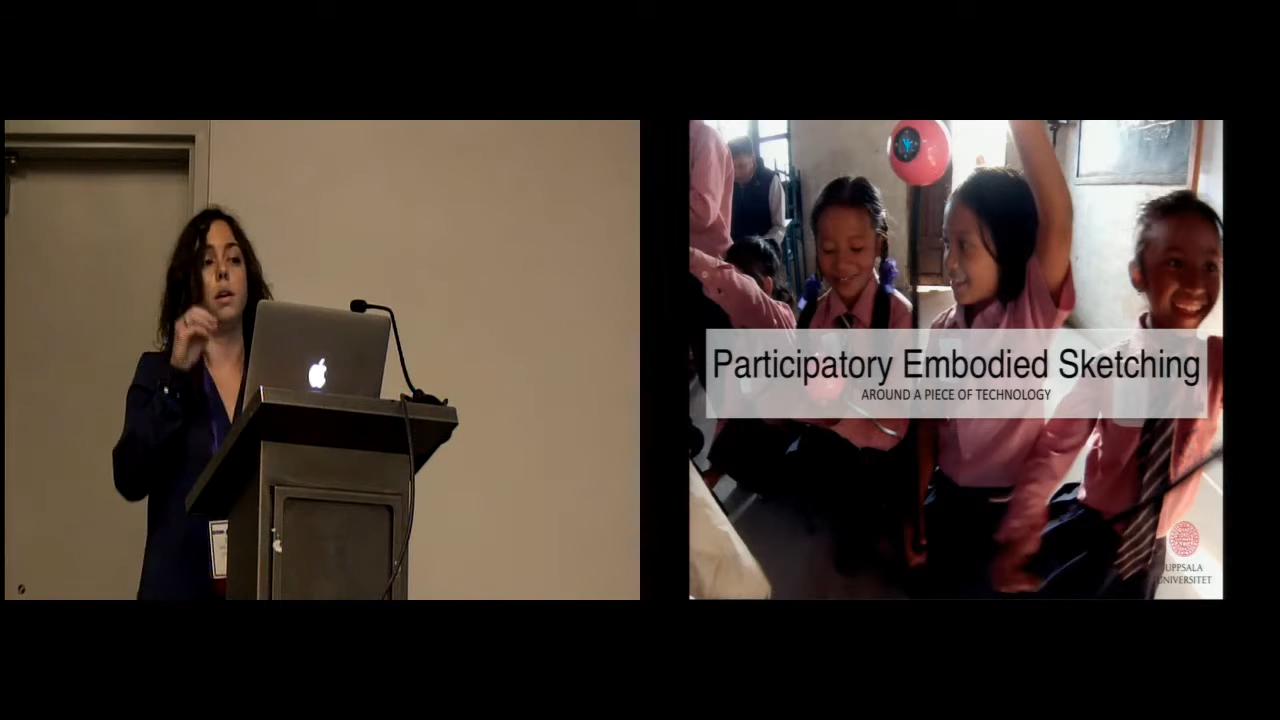 Participatory Embodied Sketching
AROUND A PIECE OF TECHNOLOGY
UPPSALA
UNIVERSITET